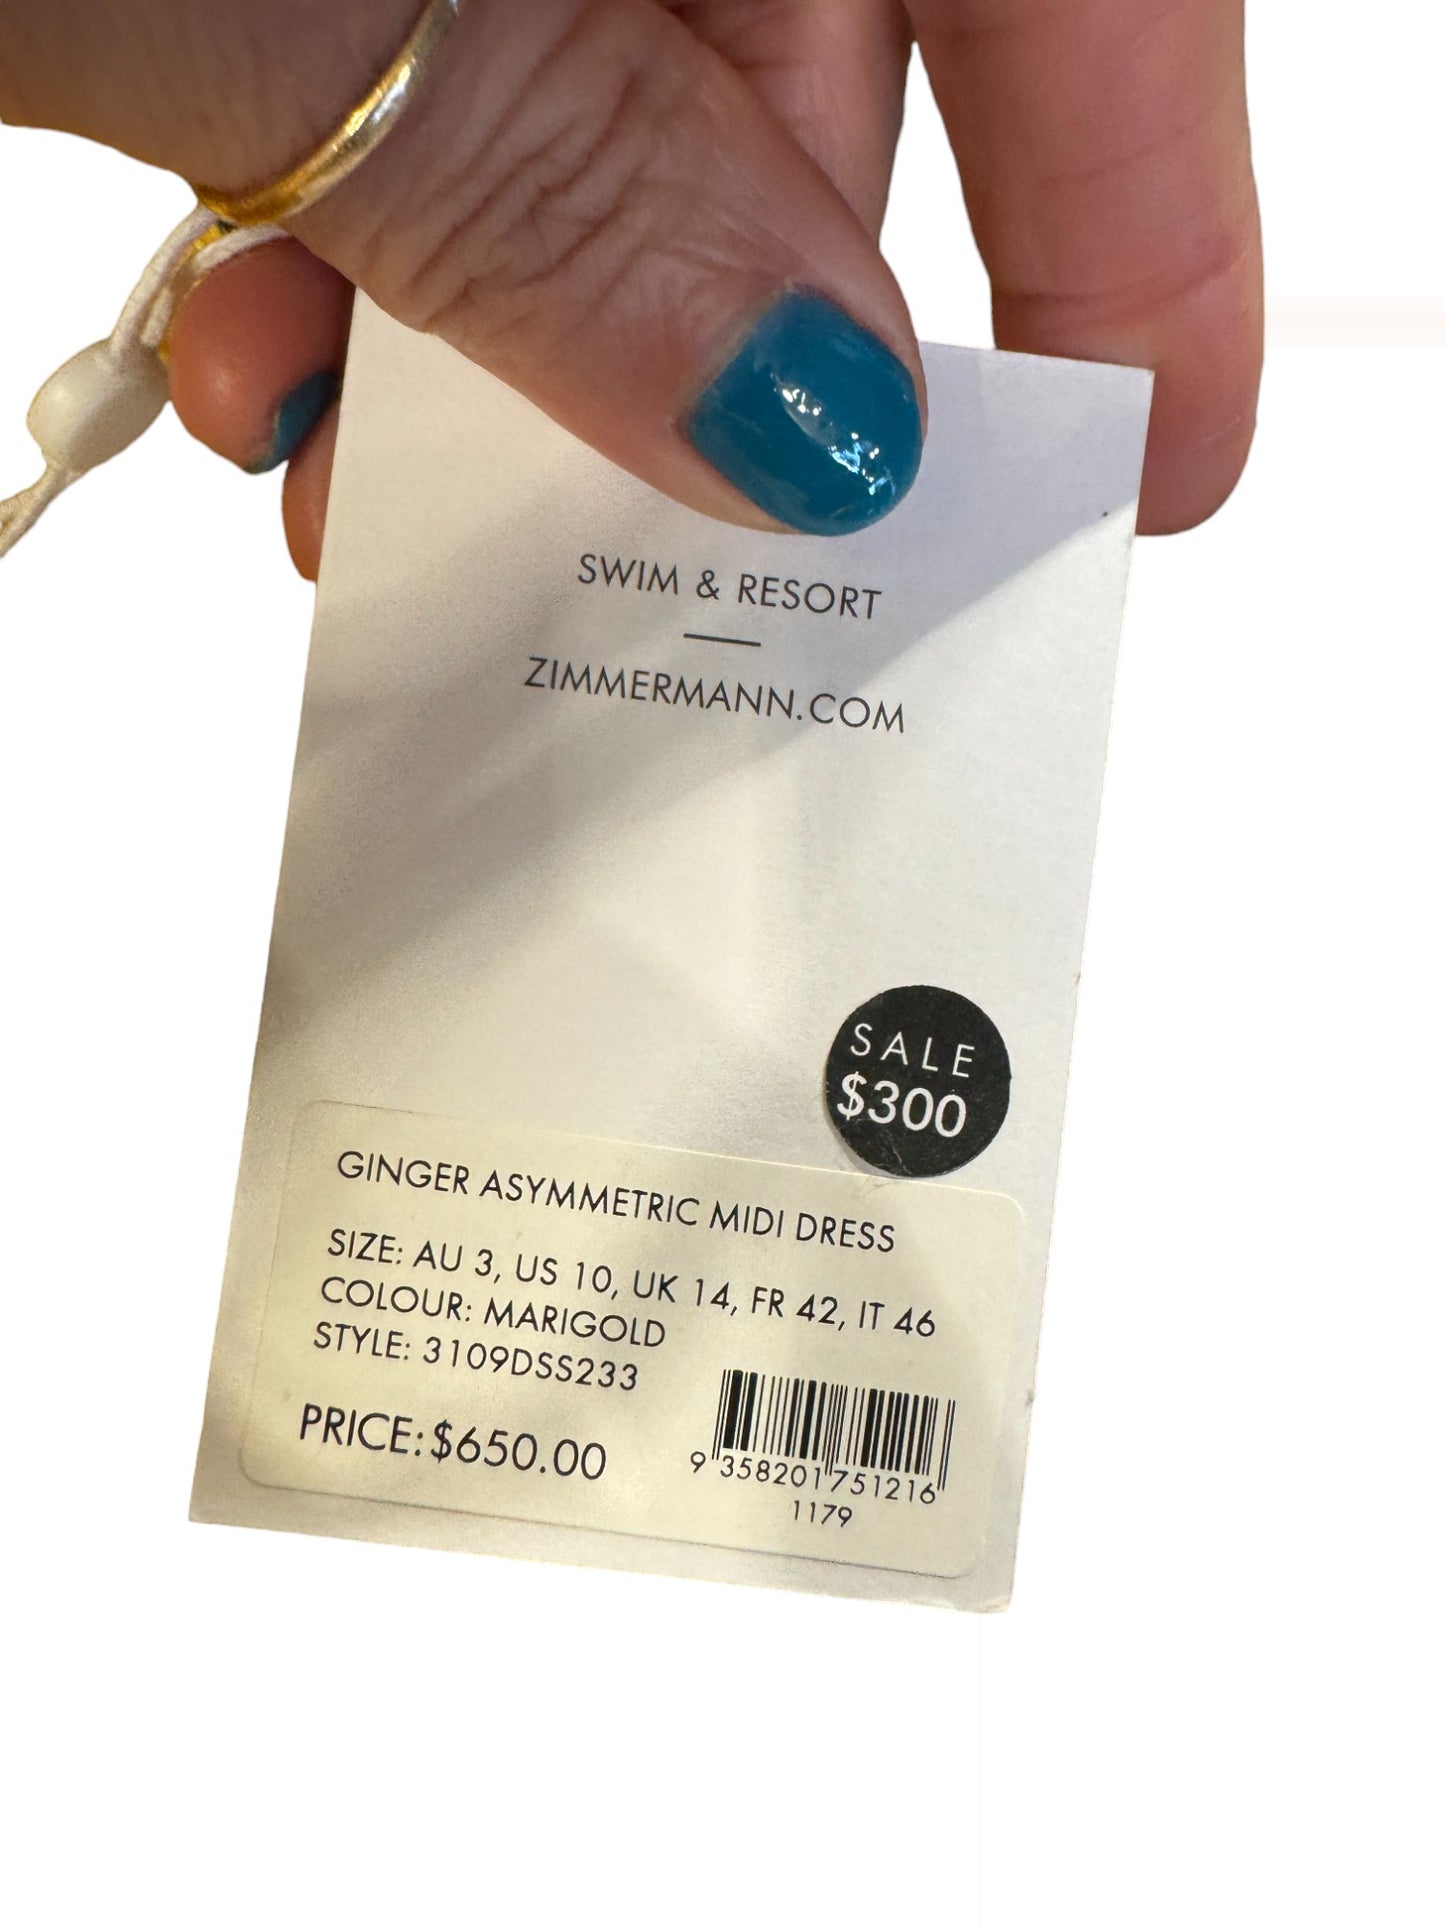 SWIM & RESORT
ZIMMERMANN.COM
SALE
$300
GINGER ASYMMETRIC MIDI DRESS
SIZE: AU 3, US 10, UK 14, FR 42, IT 46
COLOUR: MARIGOLD
STYLE: 3109DSS233
PRICE: $650.00
9 358201 751216
1179